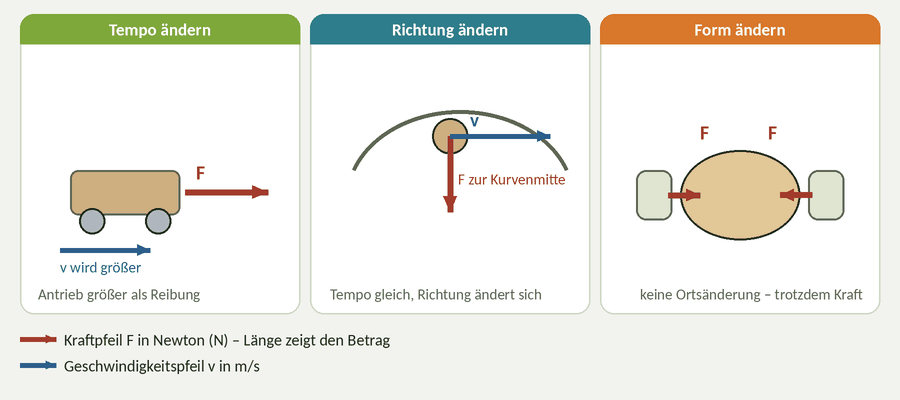 Tempo ändern
F
v wird größer
Antrieb größer als Reibung
Richtung ändern
v
F zur Kurvenmitte
Tempo gleich, Richtung ändert sich
Form ändern
F F
keine Ortsänderung – trotzdem Kraft
Kraftpfeil F in Newton (N) – Länge zeigt den Betrag
Geschwindigkeitspfeil v in m/s